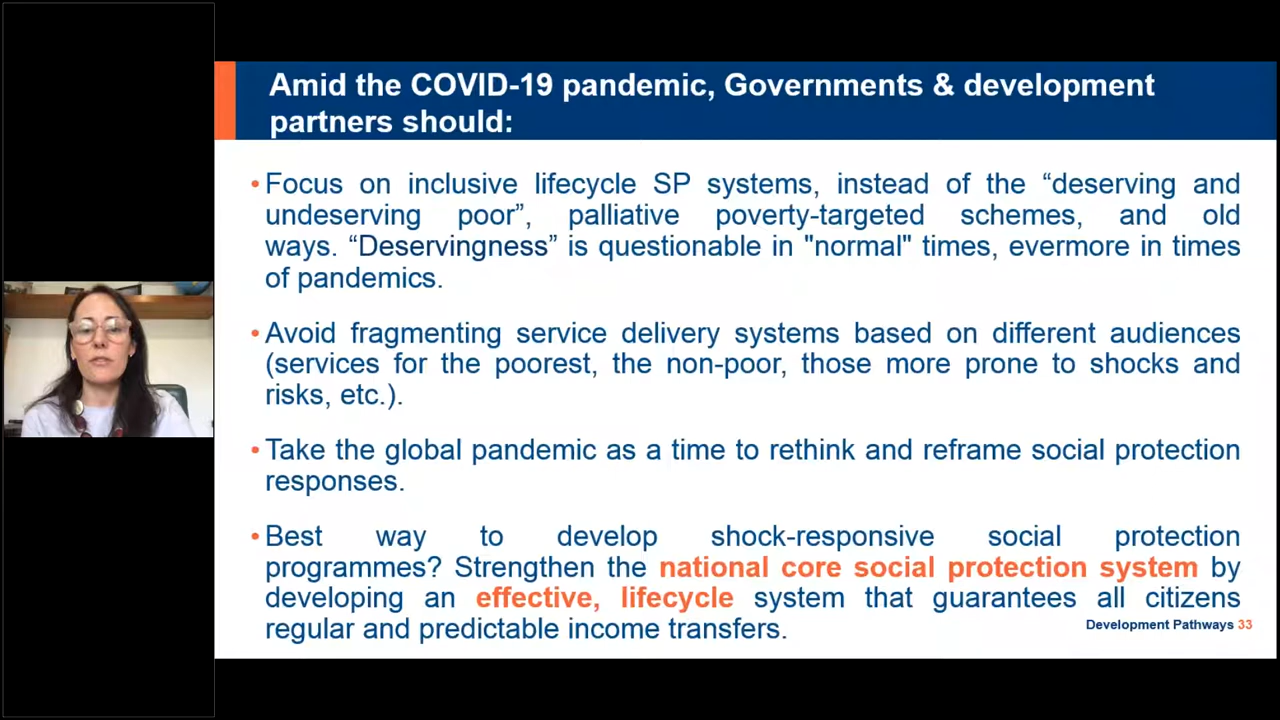 Amid the COVID-19 pandemic, Governments & development
partners should:
•Focus on inclusive lifecycle SP systems, instead of the “deserving and
undeserving poor”, palliative poverty-targeted schemes, and old
ways. “Deservingness” is questionable in "normal" times, evermore in times
of pandemics.
•Avoid fragmenting service delivery systems based on different audiences
(services for the poorest, the non-poor, those more prone to shocks and
risks, etc.).
•Take the global pandemic as a time to rethink and reframe social protection
responses.
•Best way to develop shock-responsive social protection
programmes? Strengthen the national core social protection system by
developing an effective, lifecycle system that guarantees all citizens
regular and predictable income transfers.
Development Pathways 33